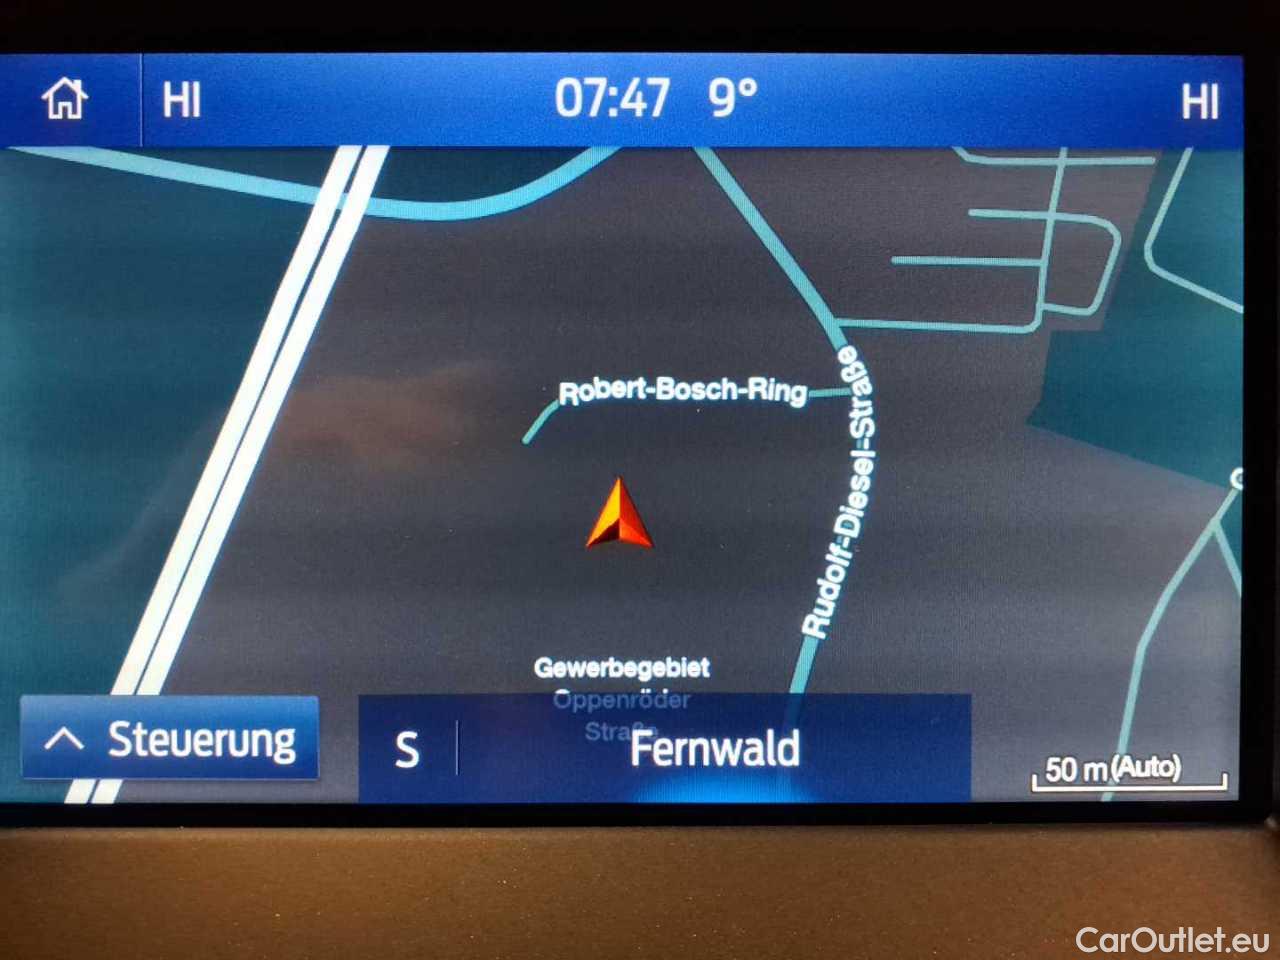 HI 07:47 9° HI
Robert-Bosch-Ring
Rudolf-Diesel-Straße
Gewerbegebiet
Oppenröder
Straße
Steuerung
S Fernwald
50 m(Auto)
CarOutlet.eu